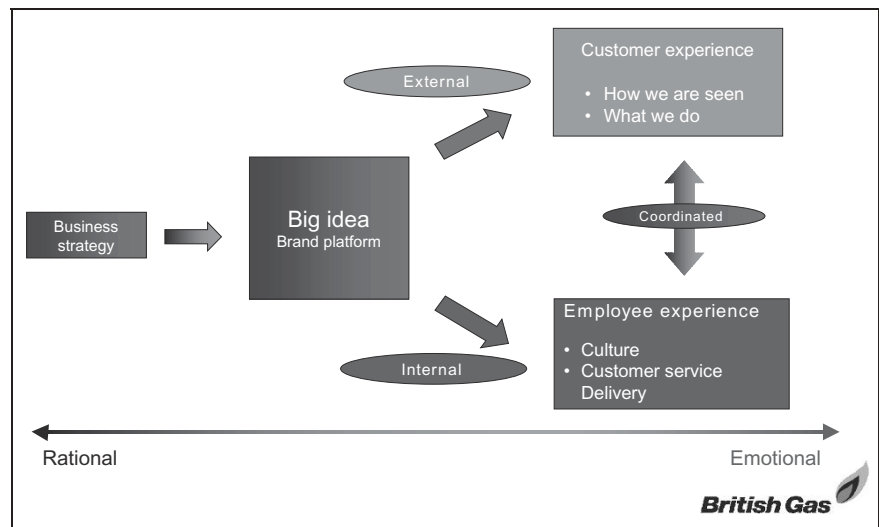 Business
strategy
Big idea
Brand platform
External
Customer experience
• How we are seen
• What we do
Coordinated
Internal
Employee experience
• Culture
• Customer service
Delivery
Rational
Emotional
British Gas